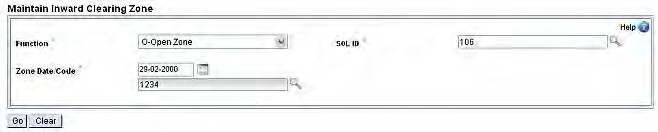 Maintain Inward Clearing Zone
Help ?
Function * O-Open Zone SOL ID * 106
Zone Date/Code * 29-02-2000
1234
Go Clear